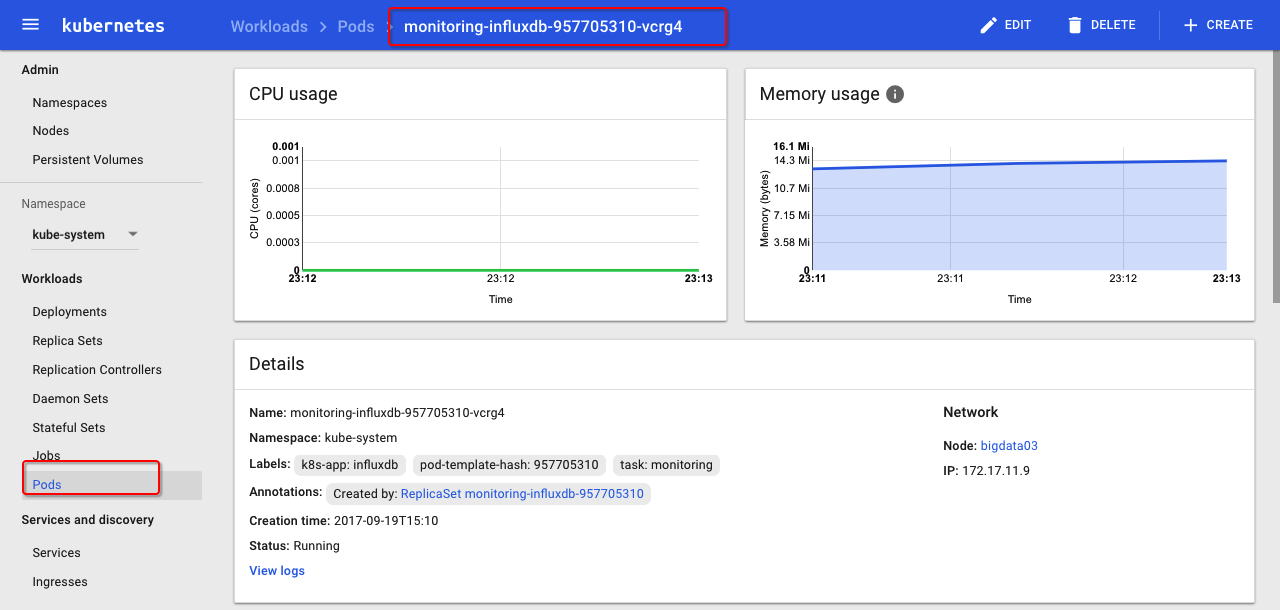 kubernetes
Workloads > Pods > monitoring-influxdb-957705310-vcrg4
EDIT
DELETE
+ CREATE
Admin
Namespaces
Nodes
Persistent Volumes
Namespace
kube-system
Workloads
Deployments
Replica Sets
Replication Controllers
Daemon Sets
Stateful Sets
Jobs
Pods
Services and discovery
Services
Ingresses
CPU usage
0.001
0.001
0.0008
0.0005
0.0003
0
CPU (cores)
23:12 23:12 23:13
Time
Memory usage
16.1 Mi
14.3 Mi
10.7 Mi
7.15 Mi
3.58 Mi
0
Memory (bytes)
23:11 23:11 23:12 23:13
Time
Details
Name: monitoring-influxdb-957705310-vcrg4
Namespace: kube-system
Labels: k8s-app: influxdb pod-template-hash: 957705310 task: monitoring
Annotations: Created by: ReplicaSet monitoring-influxdb-957705310
Creation time: 2017-09-19T15:10
Status: Running
View logs
Network
Node: bigdata03
IP: 172.17.11.9